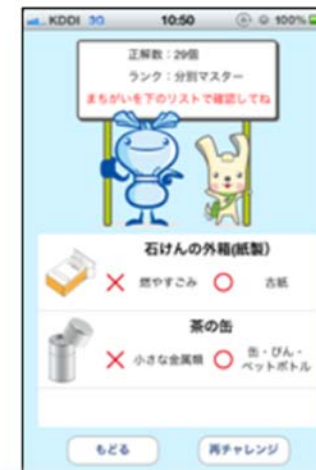 KDDI 3G 10:50 100%
正解数：29個
ランク：分別マスター
まちがいを下のリストで確認してね
石けんの外箱(紙製)
燃やすごみ 古紙
茶の缶
小さな金属類 缶・びん・
ペットボトル
もどる 再チャレンジ